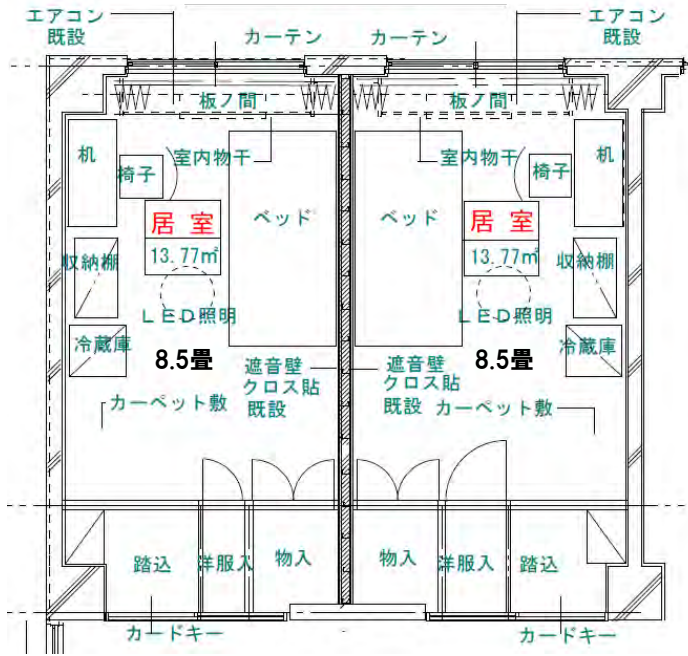 エアコン
既設
カーテン
カーテン
エアコン
既設
板ノ間
板ノ間
机
椅子
室内物干
室内物干
椅子
机
居室
13.77㎡
ベッド
ベッド
居室
13.77㎡
収納棚
収納棚
LED照明
LED照明
冷蔵庫
8.5畳
遮音壁
クロス貼
既設
遮音壁
クロス貼
既設
8.5畳
冷蔵庫
カーペット敷
カーペット敷
踏込
洋服入
物入
物入
洋服入
踏込
カードキー
カードキー